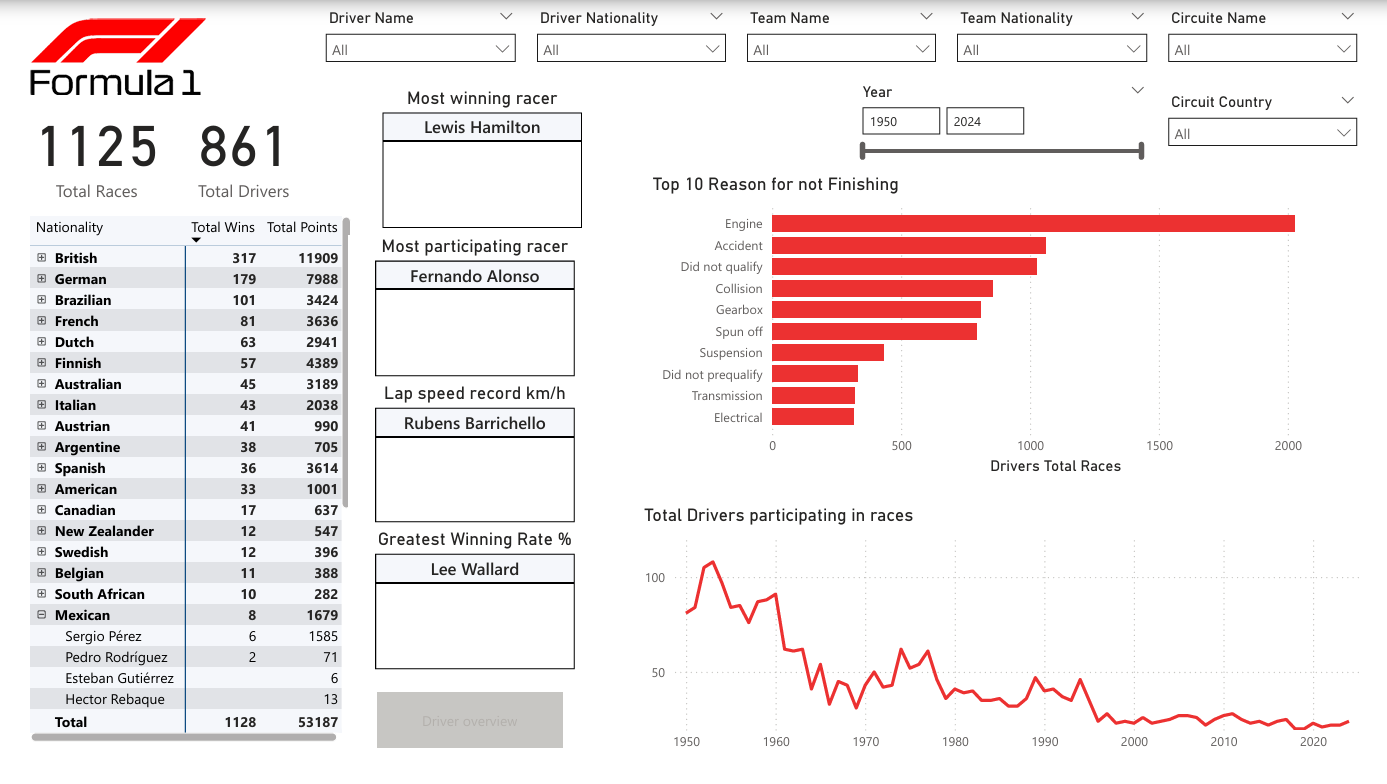 Formula 1
Driver Name
Driver Nationality
Team Name
Team Nationality
Circuite Name
All
All
All
All
All
Year
1950
2024
Circuit Country
All
1125
Total Races
861
Total Drivers
Nationality Total Wins Total Points
British 317 11909
German 179 7988
Brazilian 101 3424
French 81 3636
Dutch 63 2941
Finnish 57 4389
Australian 45 3189
Italian 43 2038
Austrian 41 990
Argentine 38 705
Spanish 36 3614
American 33 1001
Canadian 17 637
New Zealander 12 547
Swedish 12 396
Belgian 11 388
South African 10 282
Mexican 8 1679
Sergio Pérez 6 1585
Pedro Rodríguez 2 71
Esteban Gutiérrez 6
Hector Rebaque 13
Total 1128 53187
Most winning racer
Lewis Hamilton
Most participating racer
Fernando Alonso
Lap speed record km/h
Rubens Barrichello
Greatest Winning Rate %
Lee Wallard
Driver overview
Top 10 Reason for not Finishing
Engine
Accident
Did not qualify
Collision
Gearbox
Spun off
Suspension
Did not prequalify
Transmission
Electrical
0 500 1000 1500 2000
Drivers Total Races
Total Drivers participating in races
100
50
1950 1960 1970 1980 1990 2000 2010 2020